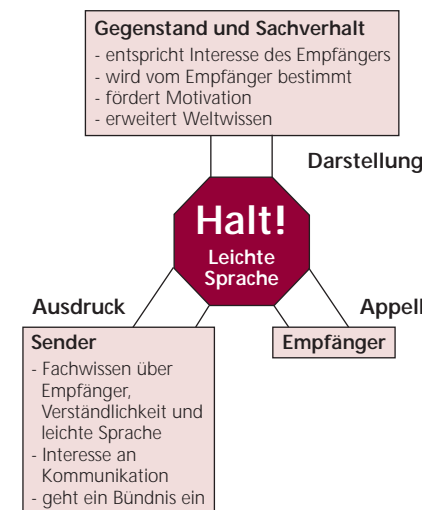 Gegenstand und Sachverhalt
- entspricht Interesse des Empfängers
- wird vom Empfänger bestimmt
- fördert Motivation
- erweitert Weltwissen
Darstellung
Halt!
Leichte
Sprache
Ausdruck
Appell
Sender
- Fachwissen über
Empfänger,
Verständlichkeit und
leichte Sprache
- Interesse an
Kommunikation
- geht ein Bündnis ein
Empfänger